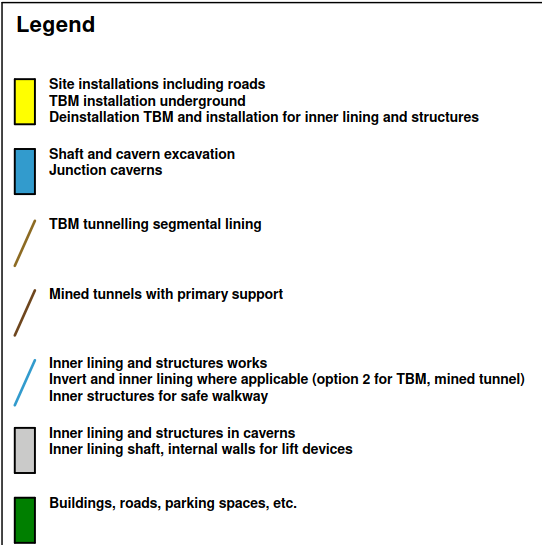 Legend
Site installations including roads
TBM installation underground
Deinstallation TBM and installation for inner lining and structures
Shaft and cavern excavation
Junction caverns
TBM tunnelling segmental lining
Mined tunnels with primary support
Inner lining and structures works
Invert and inner lining where applicable (option 2 for TBM, mined tunnel)
Inner structures for safe walkway
Inner lining and structures in caverns
Inner lining shaft, internal walls for lift devices
Buildings, roads, parking spaces, etc.